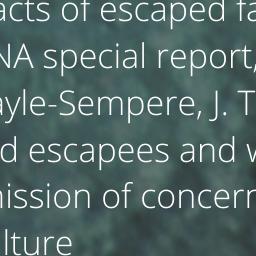 acts of escaped fa
NA special report,
ayle-Sempere, J. T
d escapees and w
nission of concern
lture